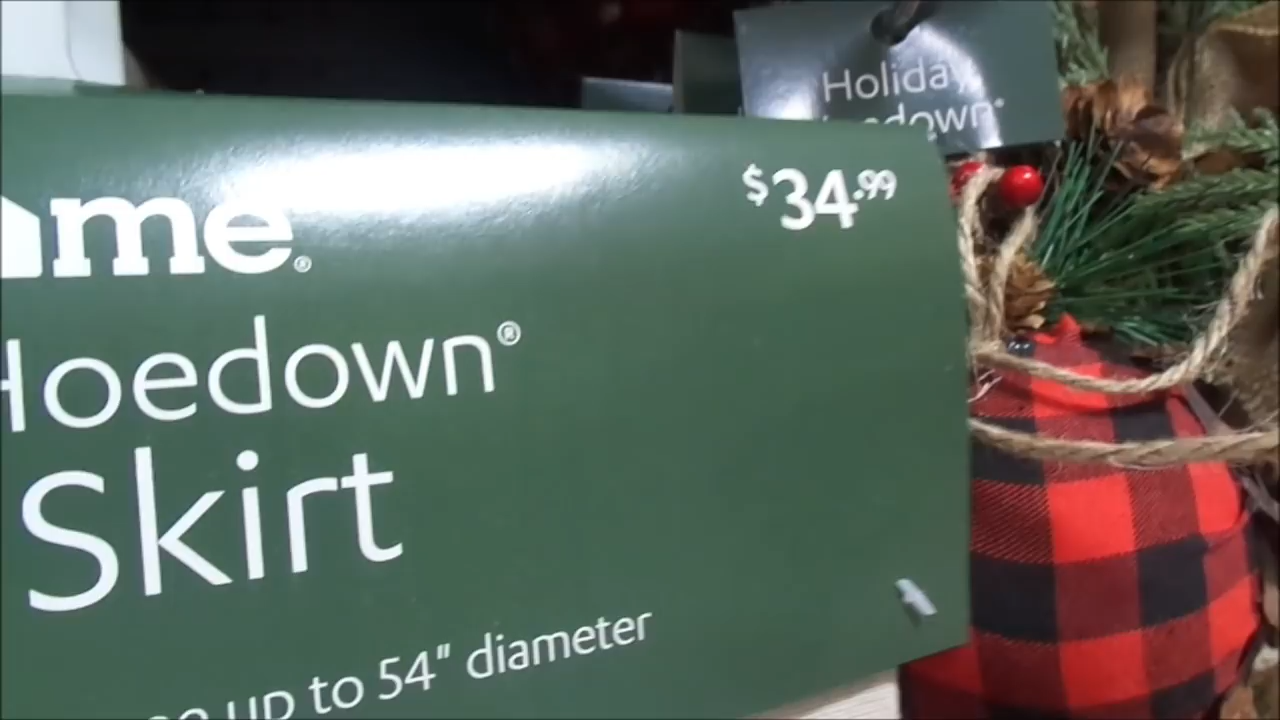 Holiday
$34.99
me®
Hoedown®
Skirt
up to 54" diameter